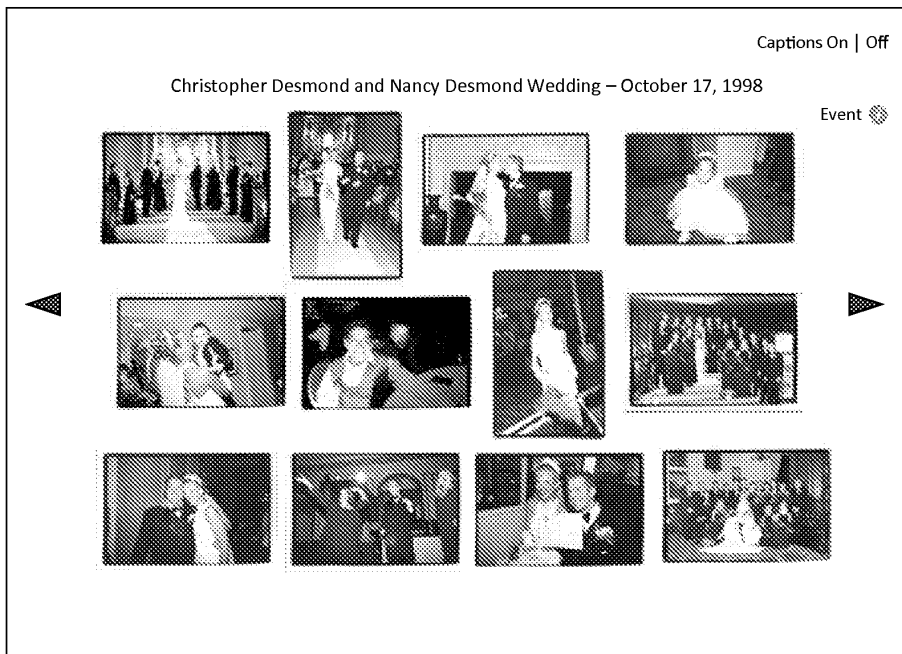 Captions On | Off
Christopher Desmond and Nancy Desmond Wedding – October 17, 1998
Event